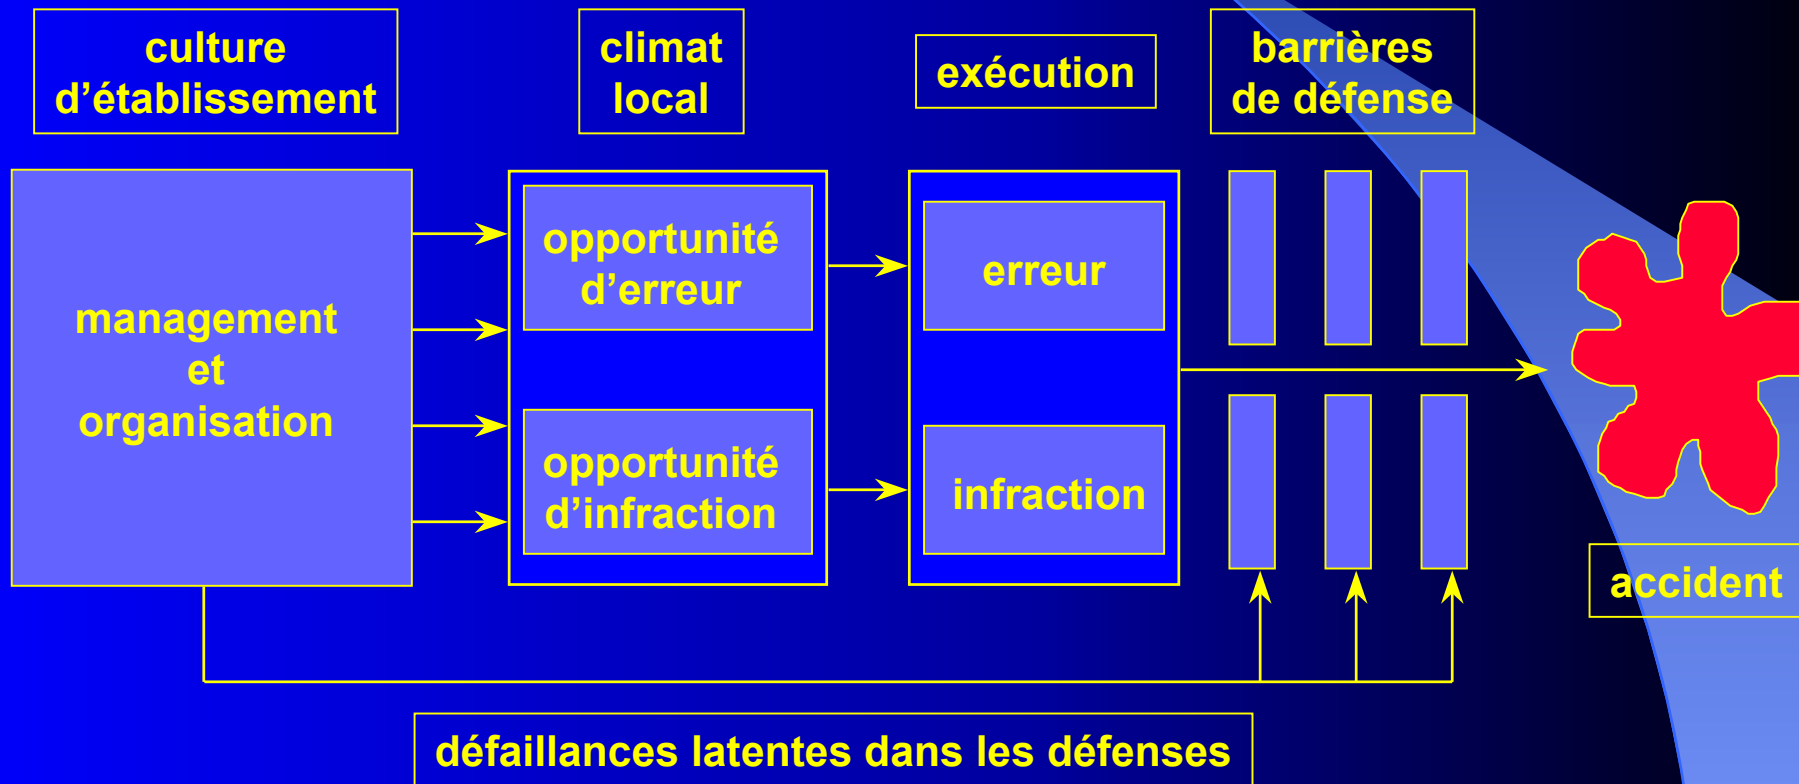 culture
d’établissement
climat
local
exécution
barrières
de défense
management
et
organisation
opportunité
d’erreur
opportunité
d’infraction
erreur
infraction
accident
défaillances latentes dans les défenses